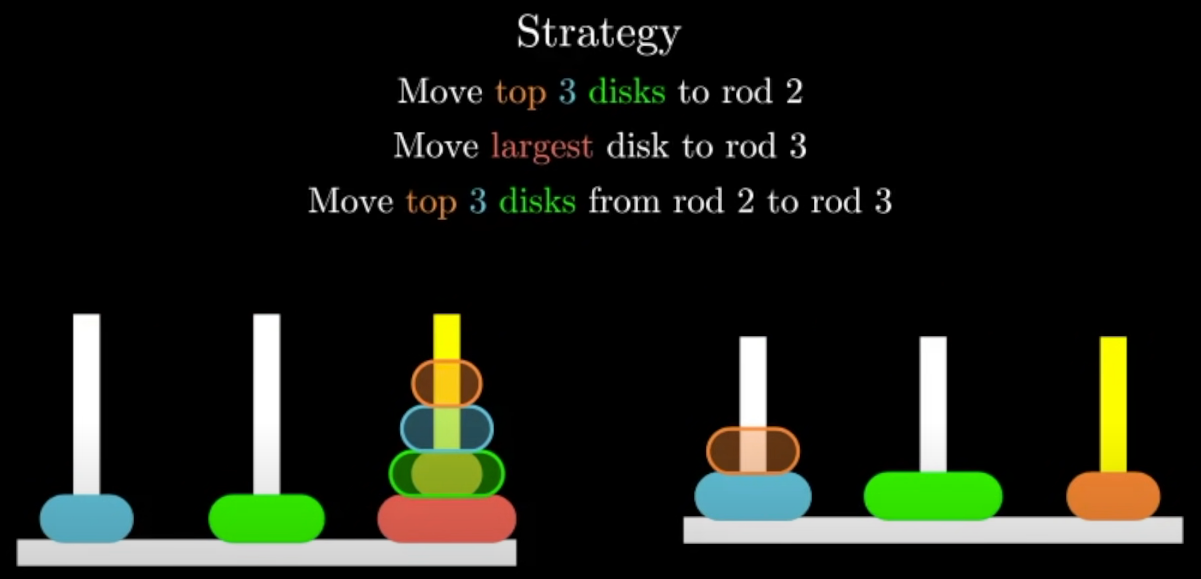 Strategy
Move top 3 disks to rod 2
Move largest disk to rod 3
Move top 3 disks from rod 2 to rod 3